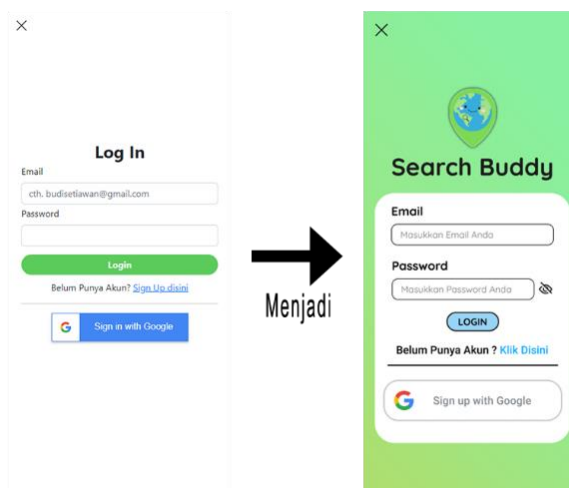 Log In
Email
cth. budisetiawan@gmail.com
Password
Login
Belum Punya Akun? Sign Up disini
Sign in with Google
Menjadi
Search Buddy
Email
Masukkan Email Anda
Password
Masukkan Password Anda
LOGIN
Belum Punya Akun ? Klik Disini
Sign up with Google